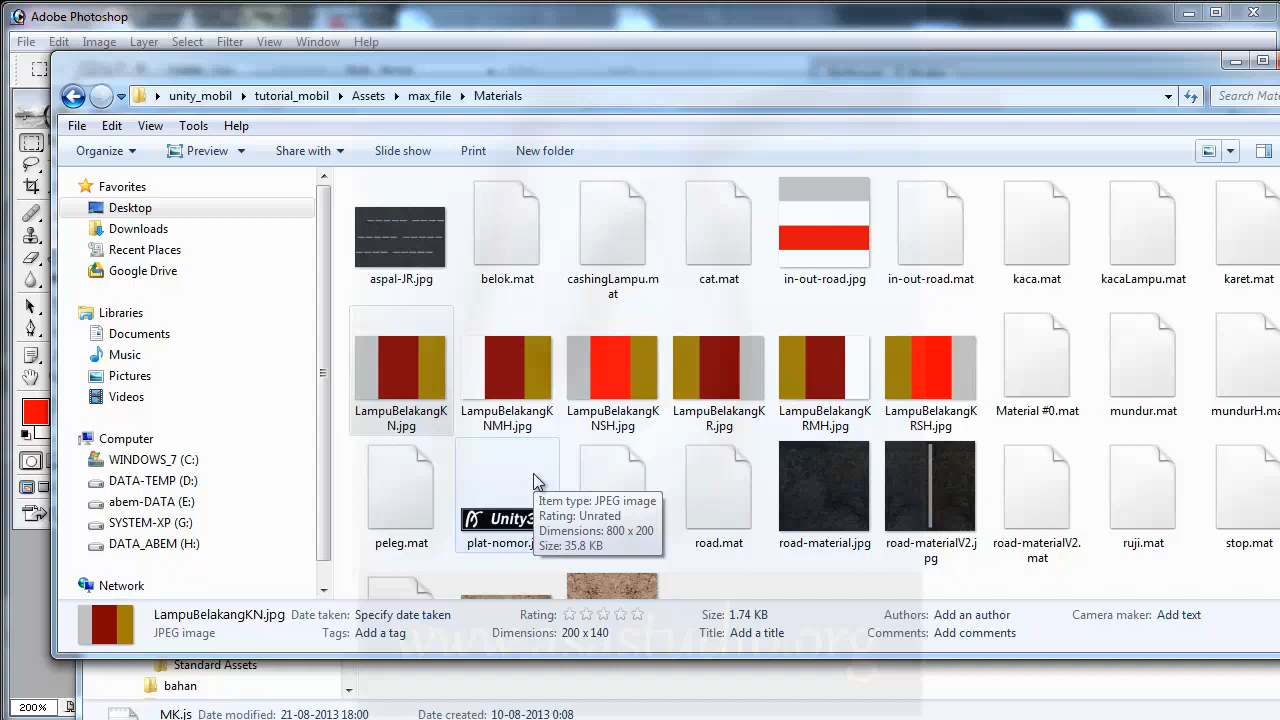 Adobe Photoshop
File Edit Image Layer Select Filter View Window Help
unity_mobil tutorial_mobil Assets max_file Materials
Search Mate
File Edit View Tools Help
Organize Preview Share with Slide show Print New folder
Favorites
Desktop
Downloads
Recent Places
Google Drive
Libraries
Documents
Music
Pictures
Videos
Computer
WINDOWS_7 (C:)
DATA-TEMP (D:)
abem-DATA (E:)
SYSTEM-XP (G:)
DATA_ABEM (H:)
Network
aspal-JR.jpg belok.mat cashingLampu.m cat.mat in-out-road.jpg in-out-road.mat kaca.mat kacaLampu.mat karet.mat
at
LampuBelakangK LampuBelakangK LampuBelakangK LampuBelakangK LampuBelakangK LampuBelakangK Material #0.mat mundur.mat mundurH.mat
N.jpg NMH.jpg NSH.jpg R.jpg RMH.jpg RSH.jpg
Unity3
peleg.mat plat-nomor.j road.mat road-material.jpg road-materialV2.j road-materialV2. ruji.mat stop.mat
pg mat
Item type: JPEG image
Rating: Unrated
Dimensions: 800 x 200
Size: 35.8 KB
LampuBelakangKN.jpg Date taken: Specify date taken Rating: Size: 1.74 KB Authors: Add an author Camera maker: Add text
JPEG image Tags: Add a tag Dimensions: 200 x 140 Title: Add a title Comments: Add comments
Standard Assets
bahan
200%
MK.js Date modified: 21-08-2013 18:00 Date created: 10-08-2013 0:08